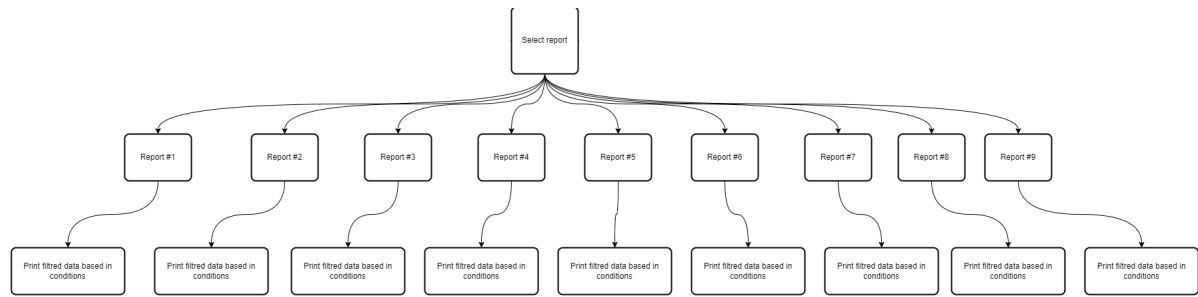 Select report
Report #1
Report #2
Report #3
Report #4
Report #5
Report #6
Report #7
Report #8
Report #9
Print filtred data based in
conditions
Print filtred data based in
conditions
Print filtred data based in
conditions
Print filtred data based in
conditions
Print filtred data based in
conditions
Print filtred data based in
conditions
Print filtred data based in
conditions
Print filtred data based in
conditions
Print filtred data based in
conditions